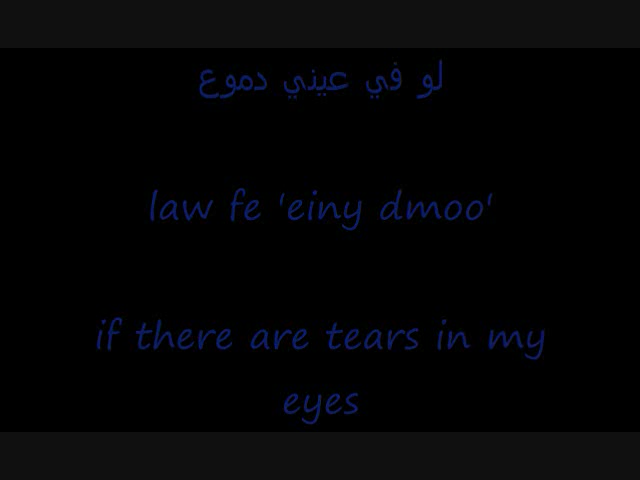 لو في عيني دموع
law fe 'einy dmoo'
if there are tears in my
eyes